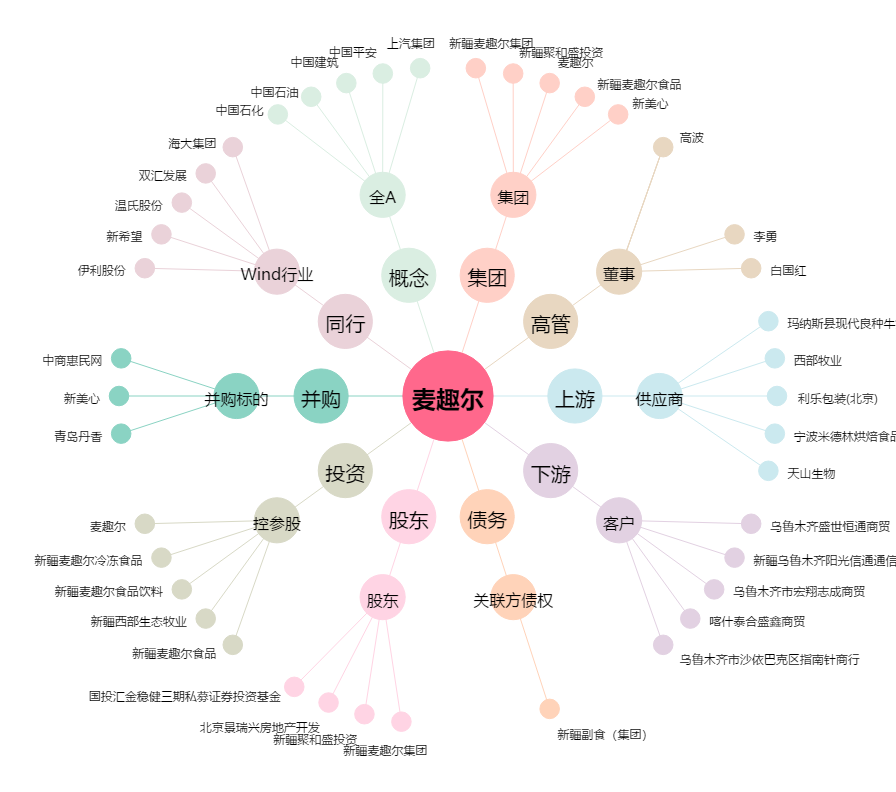 上汽集团
新疆麦趣尔集团
中国平安
新疆聚和盛投资
中国建筑
麦趣尔
中国石油
新疆麦趣尔食品
中国石化
新美心
海大集团
高波
双汇发展
全A
集团
温氏股份
新希望
李勇
伊利股份
Wind行业
概念
集团
董事
白国红
同行
高管
玛纳斯县现代良种牛
中商惠民网
西部牧业
新美心
并购标的
并购
麦趣尔
上游
供应商
利乐包装(北京)
青岛丹香
宁波米德林烘焙食品
投资
下游
天山生物
麦趣尔
控参股
股东
债务
客户
乌鲁木齐盛世恒通商贸
新疆麦趣尔冷冻食品
新疆乌鲁木齐阳光信通通信
新疆麦趣尔食品饮料
股东
关联方债权
乌鲁木齐市宏翔志成商贸
新疆西部生态牧业
喀什泰合盛鑫商贸
新疆麦趣尔食品
乌鲁木齐市沙依巴克区指南针商行
国投汇金稳健三期私募证券投资基金
北京景瑞兴房地产开发
新疆聚和盛投资
新疆副食（集团）
新疆麦趣尔集团